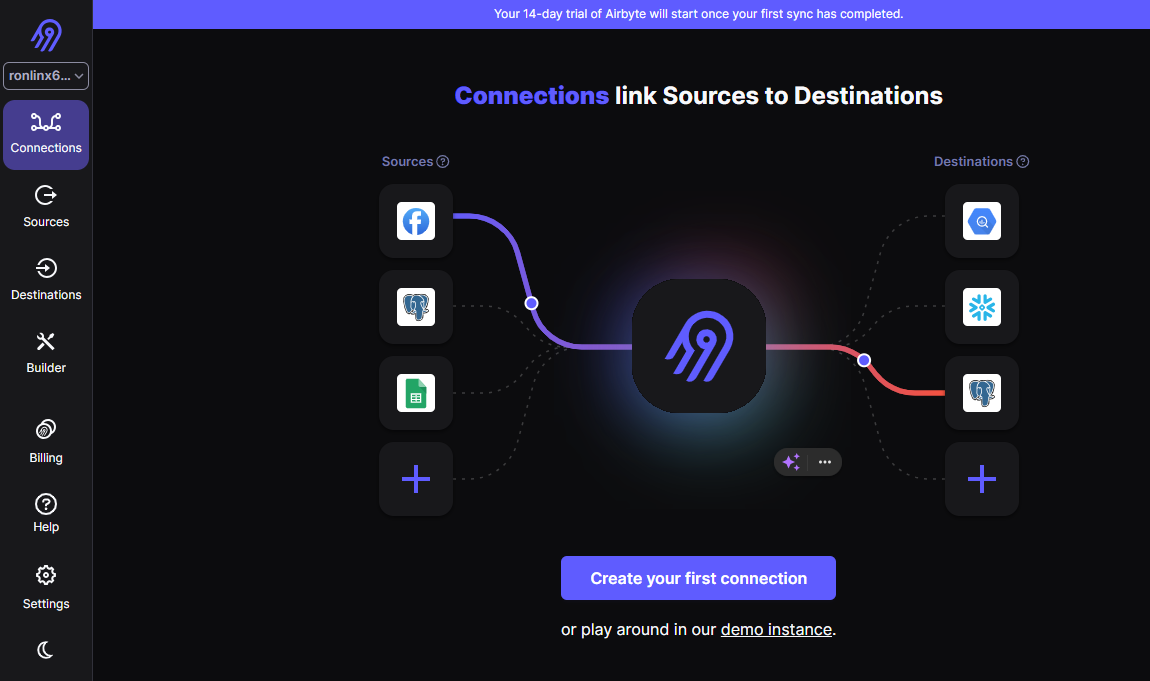 Your 14-day trial of Airbyte will start once your first sync has completed.
ronlinx6...
Connections
Sources
Destinations
Builder
Billing
Help
Settings
Connections link Sources to Destinations
Sources
Destinations
Create your first connection
or play around in our demo instance.